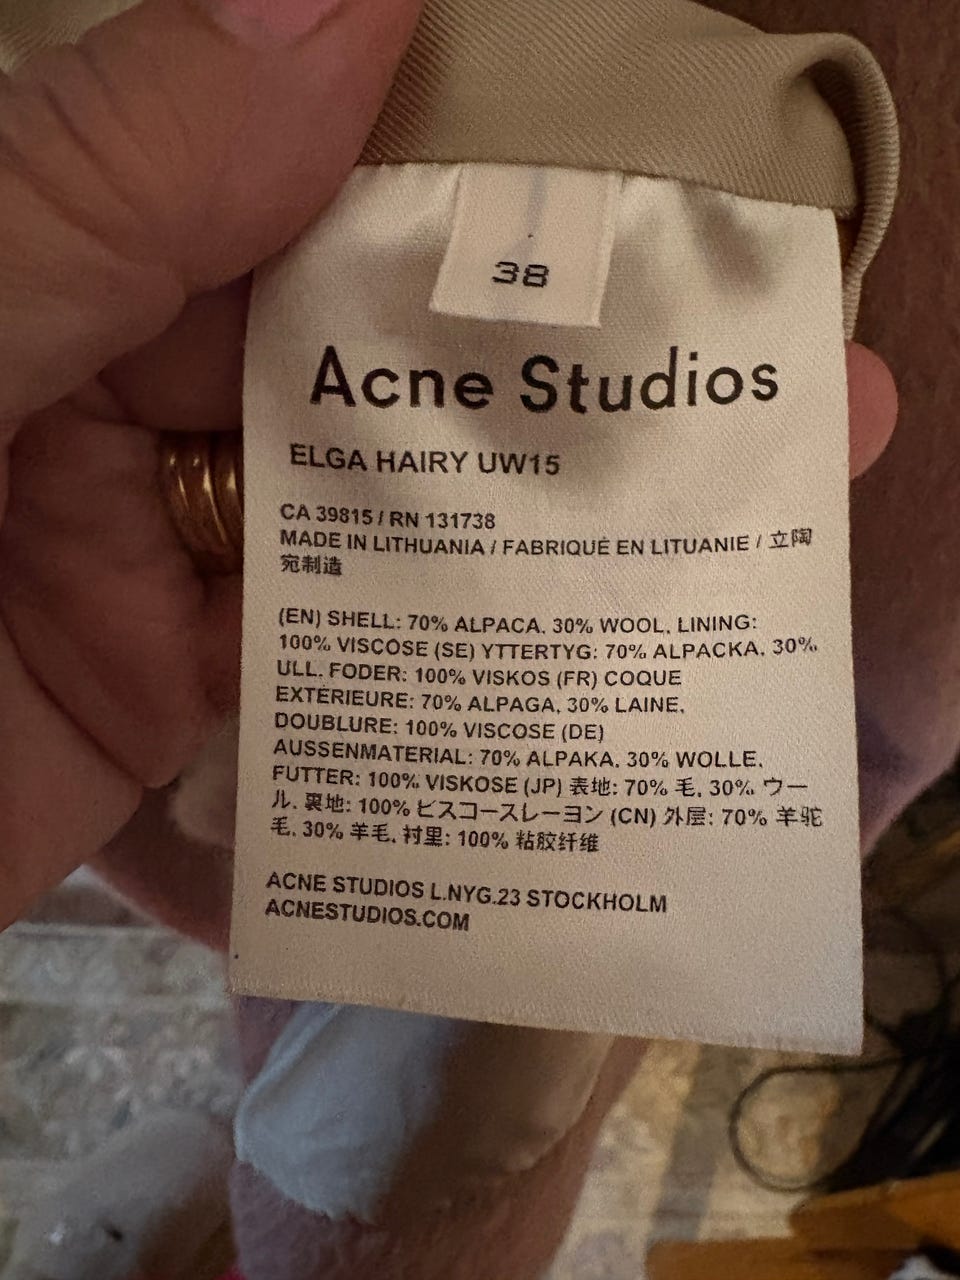 38
Acne Studios
ELGA HAIRY UW15
CA 39815 / RN 131738
MADE IN LITHUANIA / FABRIQUÉ EN LITUANIE / 立陶
宛制造
(EN) SHELL: 70% ALPACA, 30% WOOL, LINING:
100% VISCOSE (SE) YTTERTYG: 70% ALPACKA, 30%
ULL, FODER: 100% VISKOS (FR) COQUE
EXTÉRIEURE: 70% ALPAGA, 30% LAINE,
DOUBLURE: 100% VISCOSE (DE)
AUSSENMATERIAL: 70% ALPAKA, 30% WOLLE,
FUTTER: 100% VISKOSE (JP) 表地: 70% 毛, 30% ウー
ル, 裏地: 100% ビスコースレーヨン (CN) 外层: 70% 羊驼
毛, 30% 羊毛, 衬里: 100% 粘胶纤维
ACNE STUDIOS L.NYG.23 STOCKHOLM
ACNESTUDIOS.COM